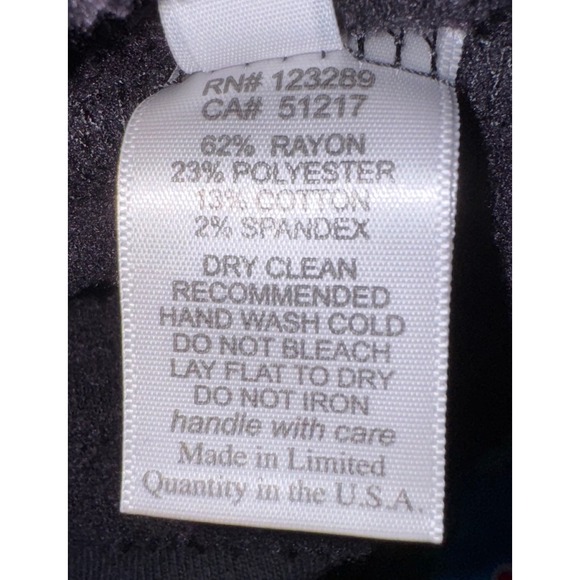 RN# 123289
CA# 51217
62% RAYON
23% POLYESTER
13% COTTON
2% SPANDEX
DRY CLEAN
RECOMMENDED
HAND WASH COLD
DO NOT BLEACH
LAY FLAT TO DRY
DO NOT IRON
handle with care
Made in Limited
Quantity in the U.S.A.